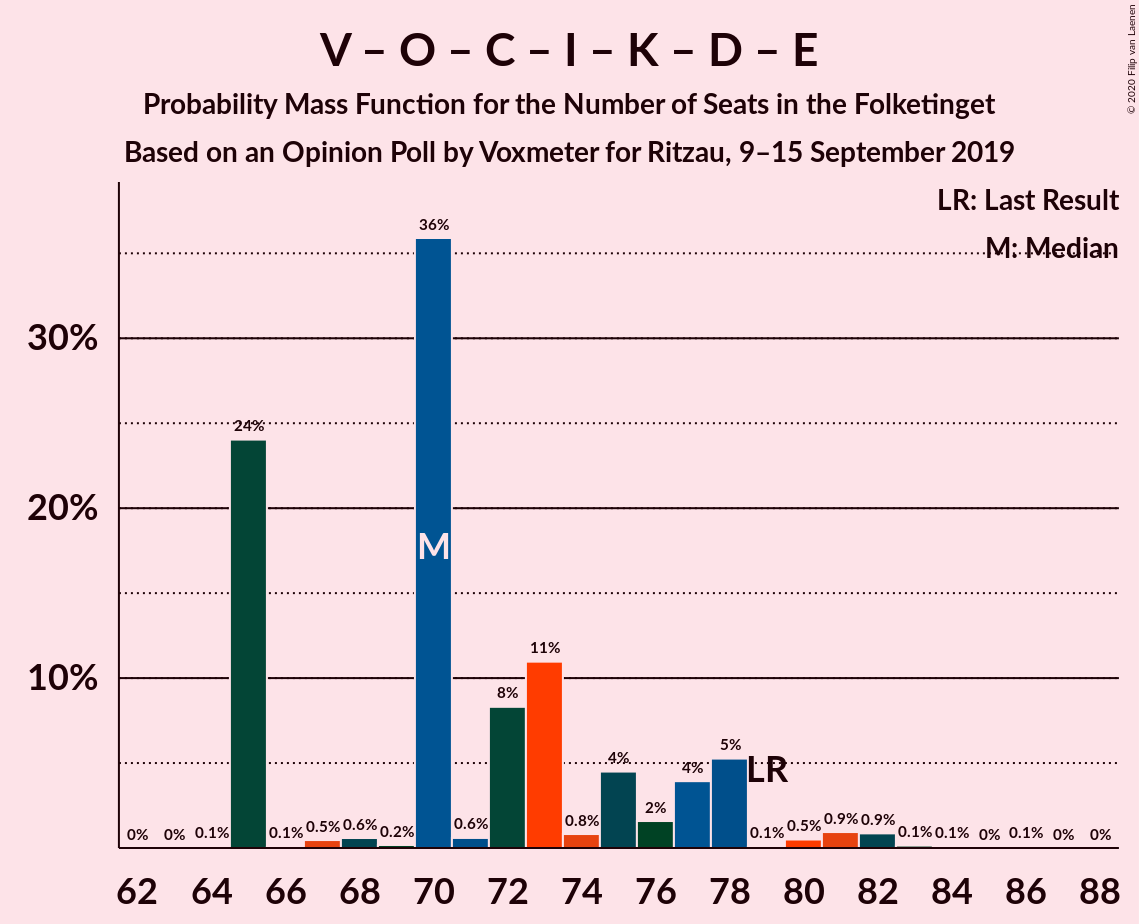 V – O – C – I – K – D – E
Probability Mass Function for the Number of Seats in the Folketinget
Based on an Opinion Poll by Voxmeter for Ritzau, 9–15 September 2019
© 2020 Filip van Laenen
LR: Last Result
M: Median
30%
20%
10%
0% 0% 0.1% 24% 0.1% 0.5% 0.6% 0.2% 36% 0.6% 8% 11% 0.8% 4% 2% 4% 5% 0.1% 0.5% 0.9% 0.9% 0.1% 0.1% 0% 0.1% 0% 0%
M
LR
62 64 66 68 70 72 74 76 78 80 82 84 86 88